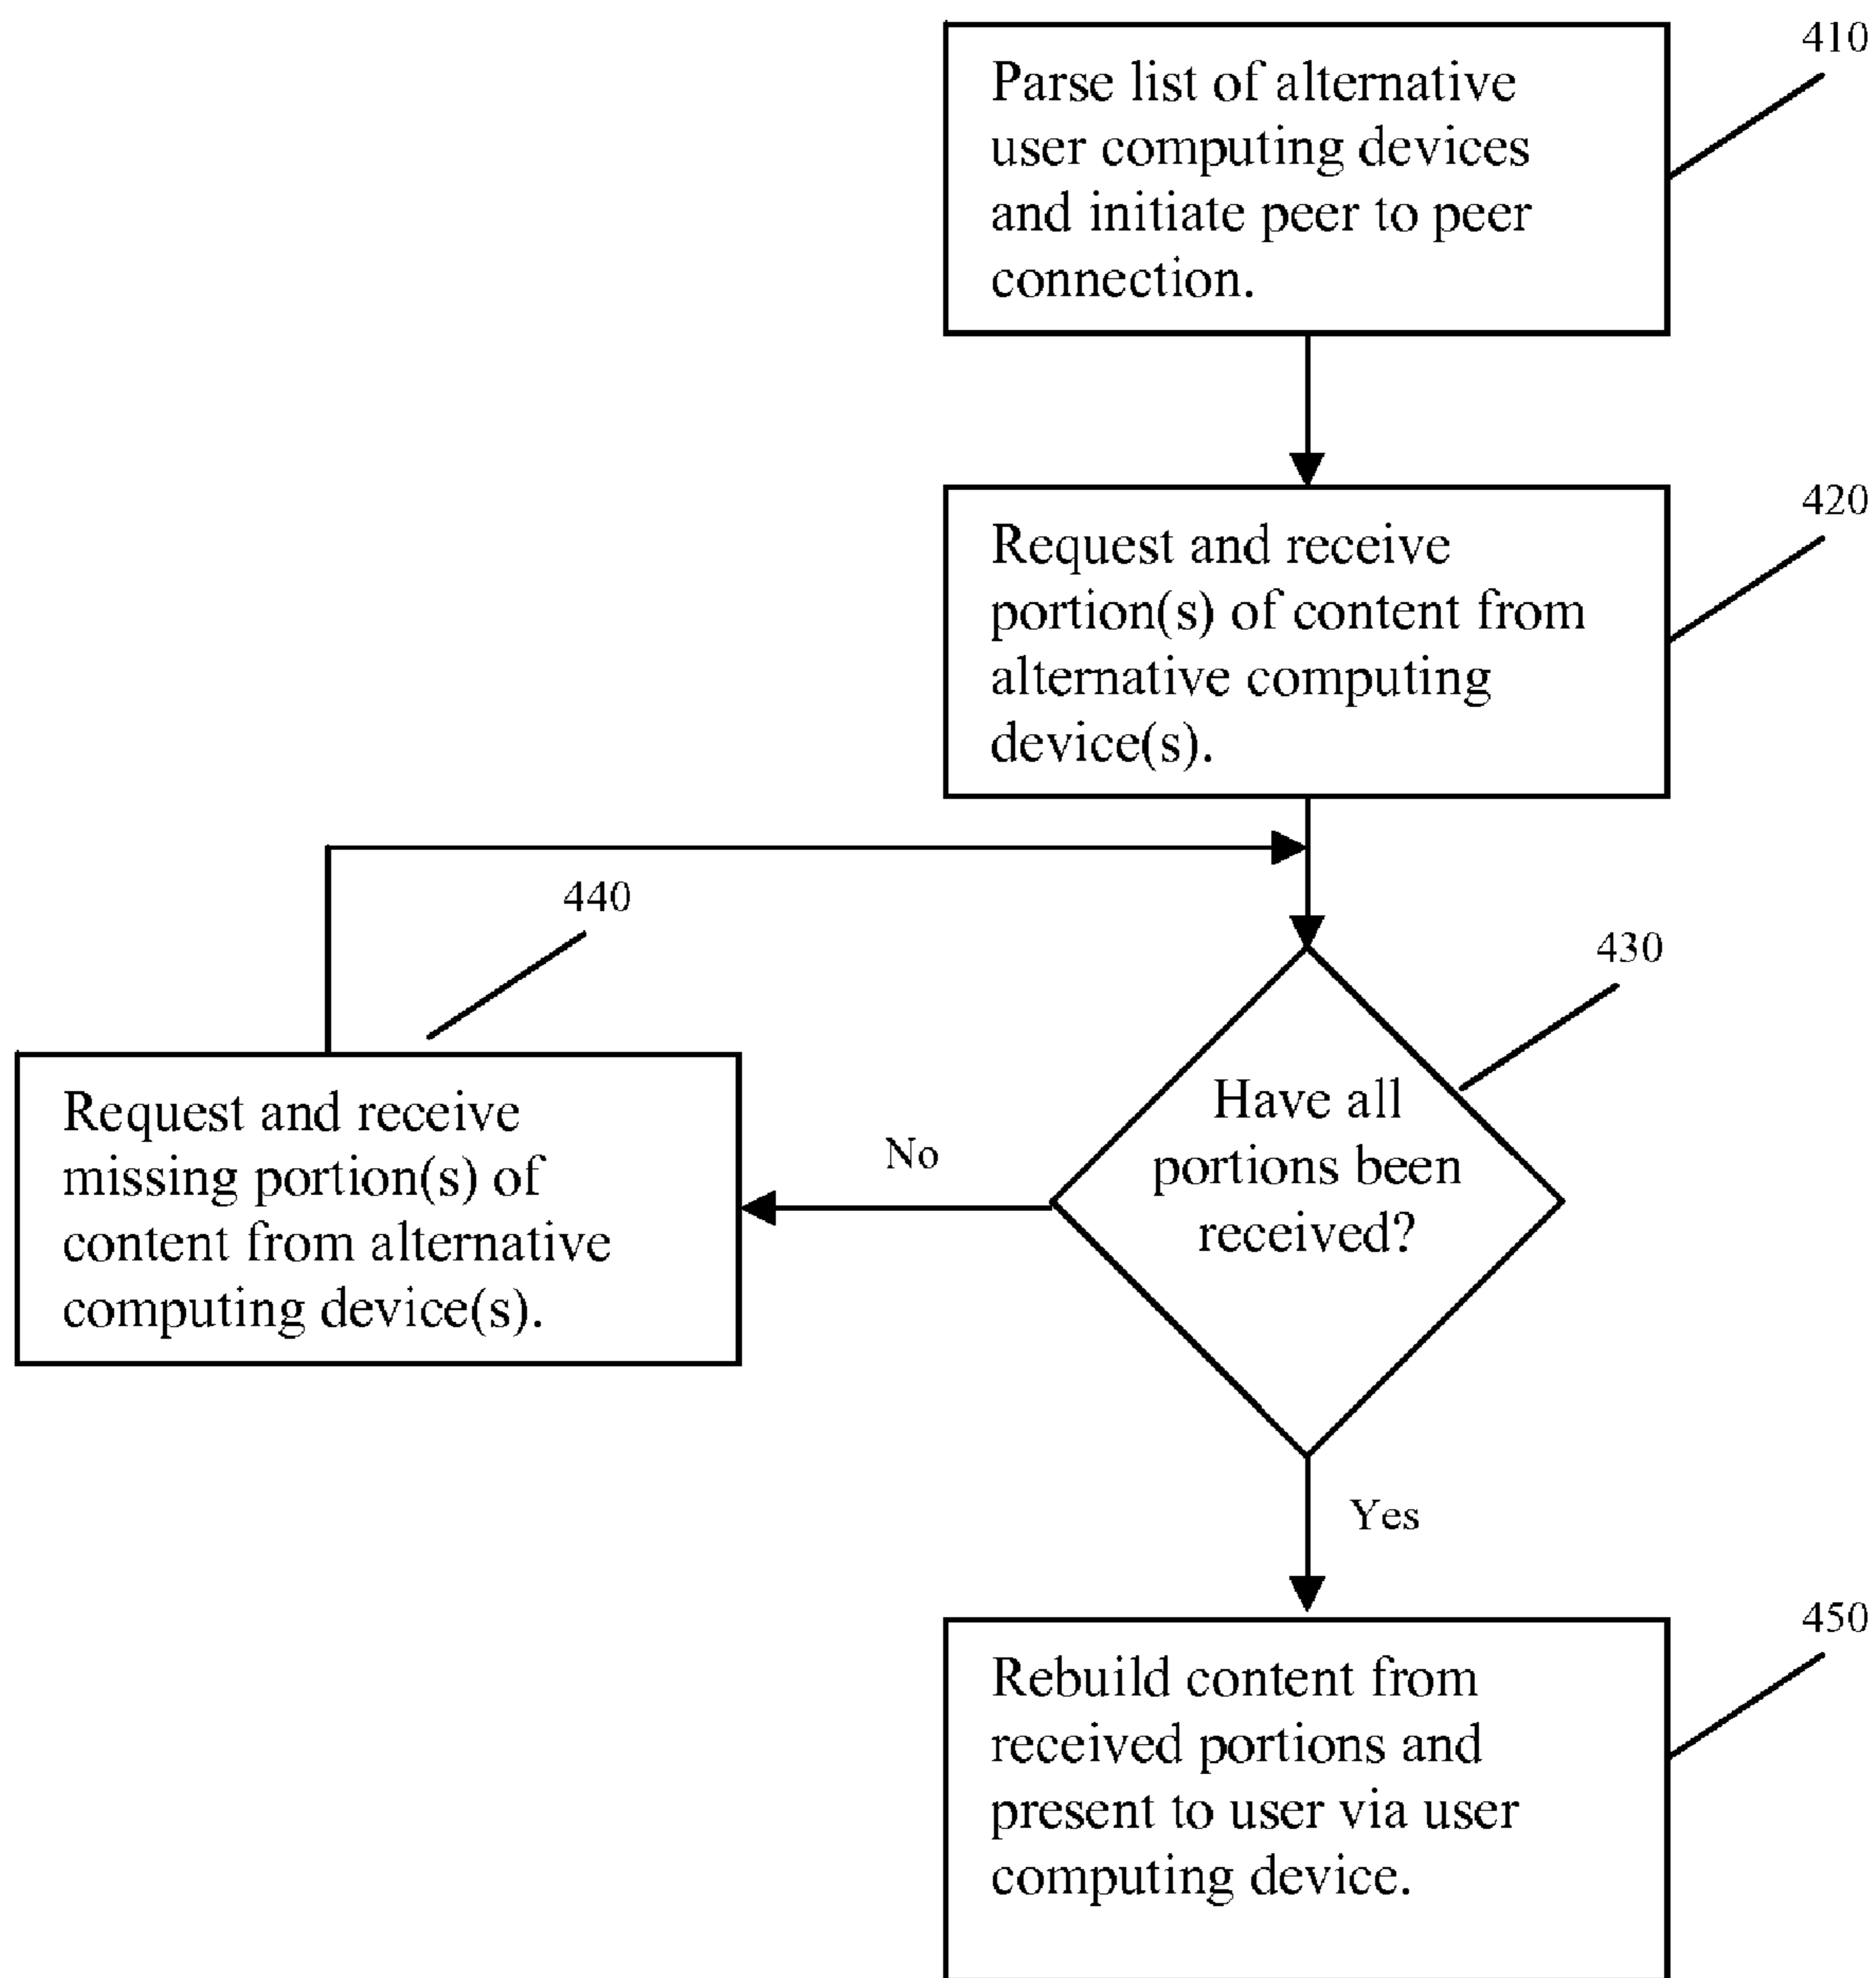 410
Parse list of alternative
user computing devices
and initiate peer to peer
connection.
420
Request and receive
portion(s) of content from
alternative computing
device(s).
440
430
Request and receive
missing portion(s) of
content from alternative
computing device(s).
No
Have all
portions been
received?
Yes
450
Rebuild content from
received portions and
present to user via user
computing device.